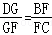 DG/GF = BF/FC